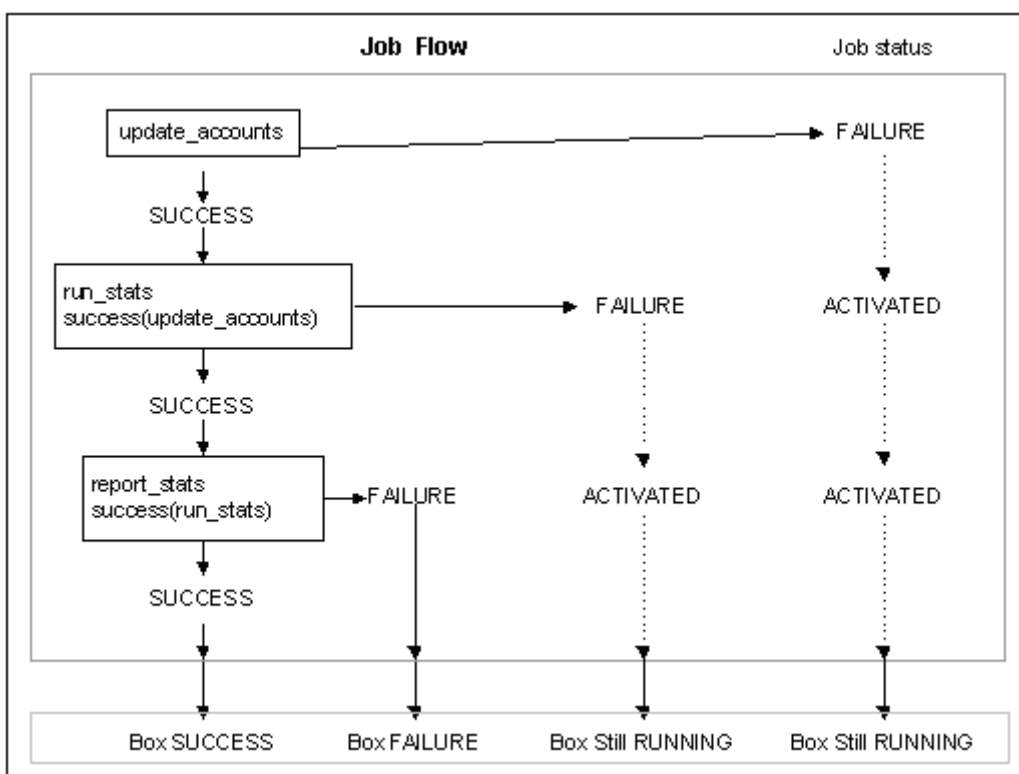 Job Flow
Job status
update_accounts
FAILURE
SUCCESS
run_stats
success(update_accounts)
FAILURE
ACTIVATED
SUCCESS
report_stats
success(run_stats)
FAILURE
ACTIVATED
ACTIVATED
SUCCESS
Box SUCCESS
Box FAILURE
Box Still RUNNING
Box Still RUNNING